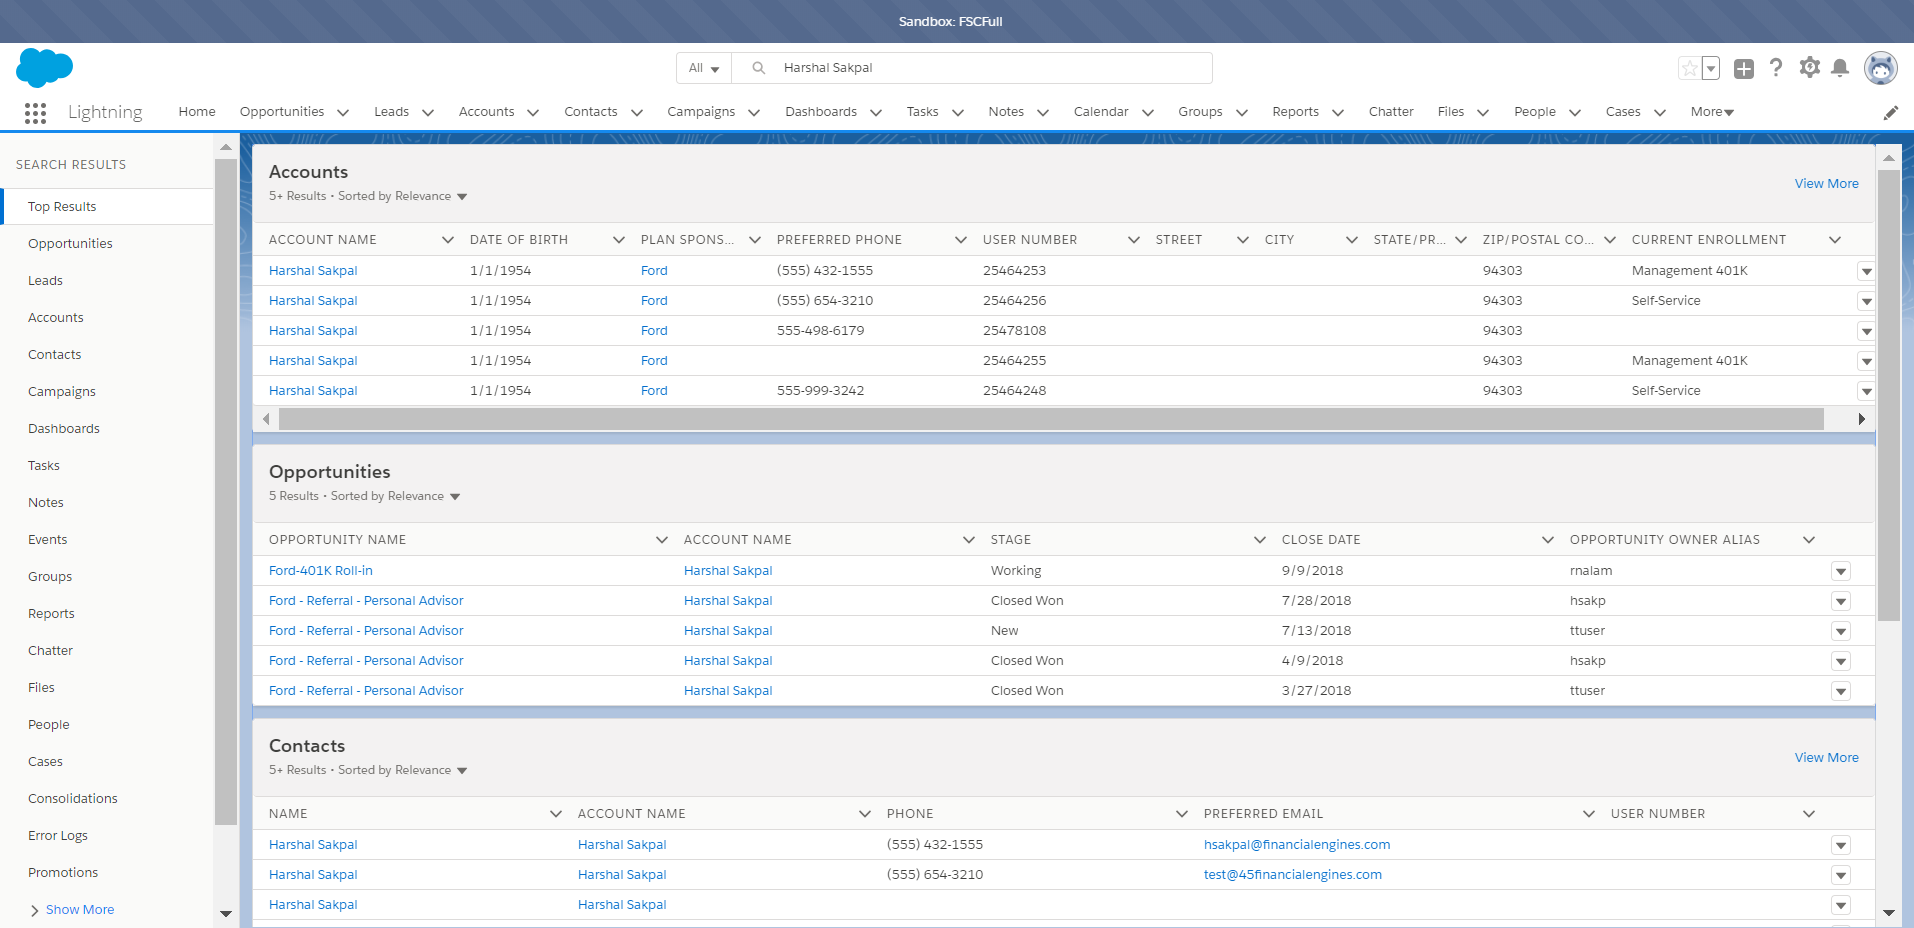 Sandbox: FSCFull
All Harshal Sakpal
Lightning Home Opportunities Leads Accounts Contacts Campaigns Dashboards Tasks Notes Calendar Groups Reports Chatter Files People Cases More
SEARCH RESULTS
Top Results
Opportunities
Leads
Accounts
Contacts
Campaigns
Dashboards
Tasks
Notes
Events
Groups
Reports
Chatter
Files
People
Cases
Consolidations
Error Logs
Promotions
Show More
Accounts
5+ Results • Sorted by Relevance
View More
ACCOUNT NAME DATE OF BIRTH PLAN SPONS... PREFERRED PHONE USER NUMBER STREET CITY STATE/PR... ZIP/POSTAL CO... CURRENT ENROLLMENT
Harshal Sakpal 1/1/1954 Ford (555) 432-1555 25464253 94303 Management 401K
Harshal Sakpal 1/1/1954 Ford (555) 654-3210 25464256 94303 Self-Service
Harshal Sakpal 1/1/1954 Ford 555-498-6179 25478108 94303
Harshal Sakpal 1/1/1954 Ford 25464255 94303 Management 401K
Harshal Sakpal 1/1/1954 Ford 555-999-3242 25464248 94303 Self-Service
Opportunities
5 Results • Sorted by Relevance
OPPORTUNITY NAME ACCOUNT NAME STAGE CLOSE DATE OPPORTUNITY OWNER ALIAS
Ford-401K Roll-in Harshal Sakpal Working 9/9/2018 rnalam
Ford - Referral - Personal Advisor Harshal Sakpal Closed Won 7/28/2018 hsakp
Ford - Referral - Personal Advisor Harshal Sakpal New 7/13/2018 ttuser
Ford - Referral - Personal Advisor Harshal Sakpal Closed Won 4/9/2018 hsakp
Ford - Referral - Personal Advisor Harshal Sakpal Closed Won 3/27/2018 ttuser
Contacts
5+ Results • Sorted by Relevance
View More
NAME ACCOUNT NAME PHONE PREFERRED EMAIL USER NUMBER
Harshal Sakpal Harshal Sakpal (555) 432-1555 hsakpal@financialengines.com
Harshal Sakpal Harshal Sakpal (555) 654-3210 test@45financialengines.com
Harshal Sakpal Harshal Sakpal